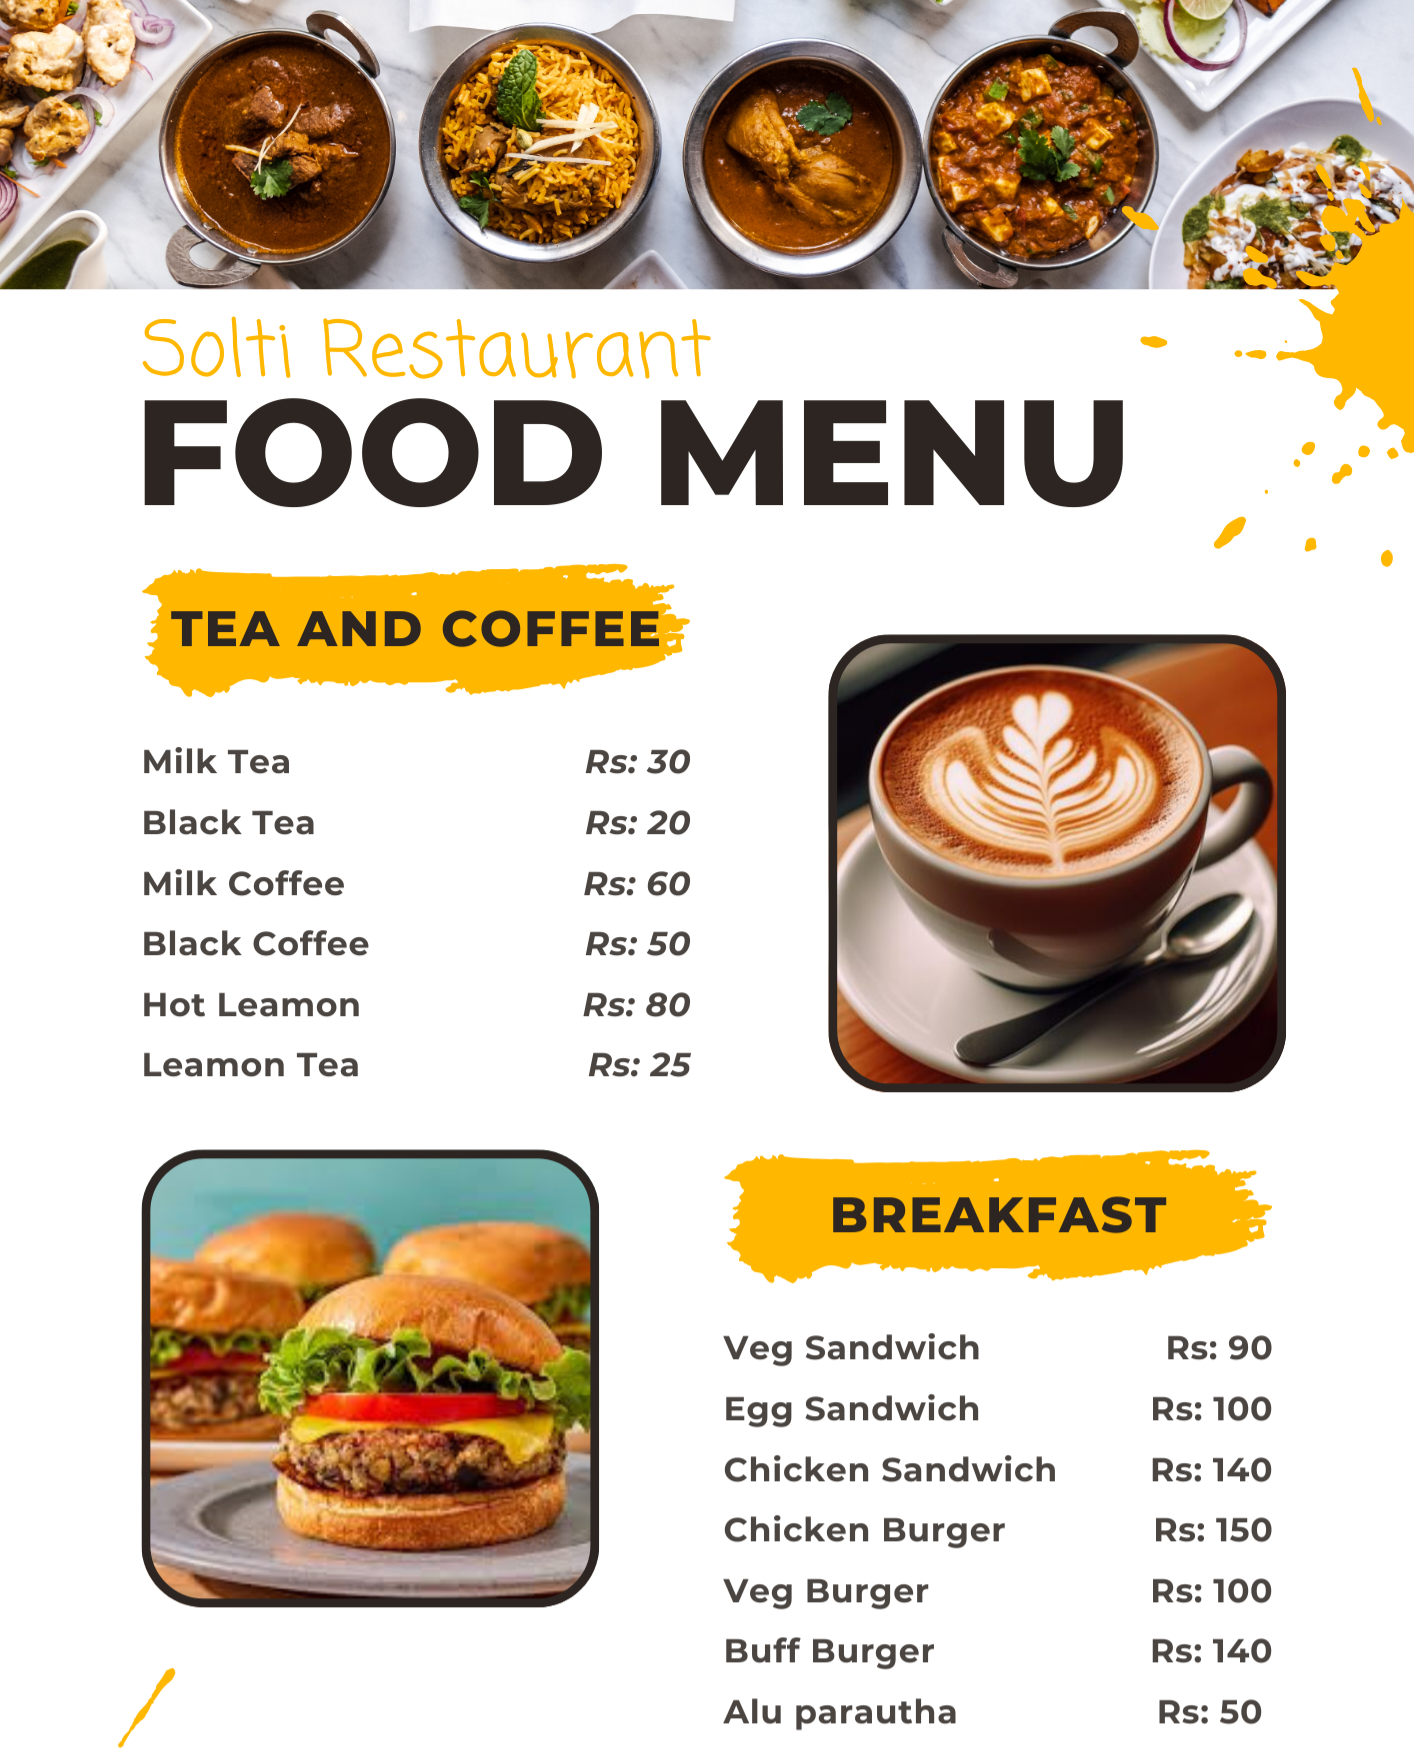 Solti Restaurant
FOOD MENU
TEA AND COFFEE
Milk Tea Rs: 30
Black Tea Rs: 20
Milk Coffee Rs: 60
Black Coffee Rs: 50
Hot Leamon Rs: 80
Leamon Tea Rs: 25
BREAKFAST
Veg Sandwich Rs: 90
Egg Sandwich Rs: 100
Chicken Sandwich Rs: 140
Chicken Burger Rs: 150
Veg Burger Rs: 100
Buff Burger Rs: 140
Alu parautha Rs: 50